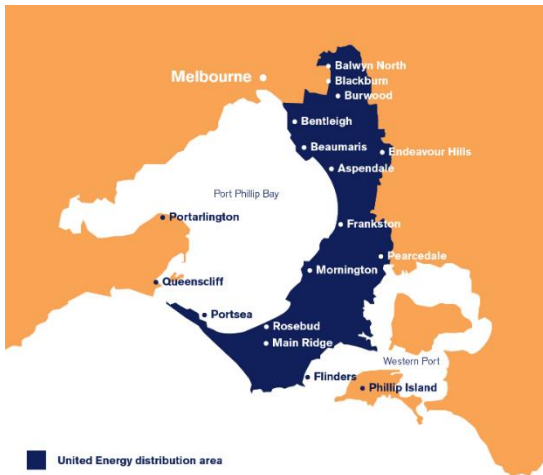 Balwyn North
Melbourne
Blackburn
Burwood
Bentleigh
Beaumaris
Endeavour Hills
Aspendale
Port Phillip Bay
Portarlington
Frankston
Pearcedale
Mornington
Queenscliff
Portsea
Rosebud
Main Ridge
Western Port
Flinders
Phillip Island
United Energy distribution area